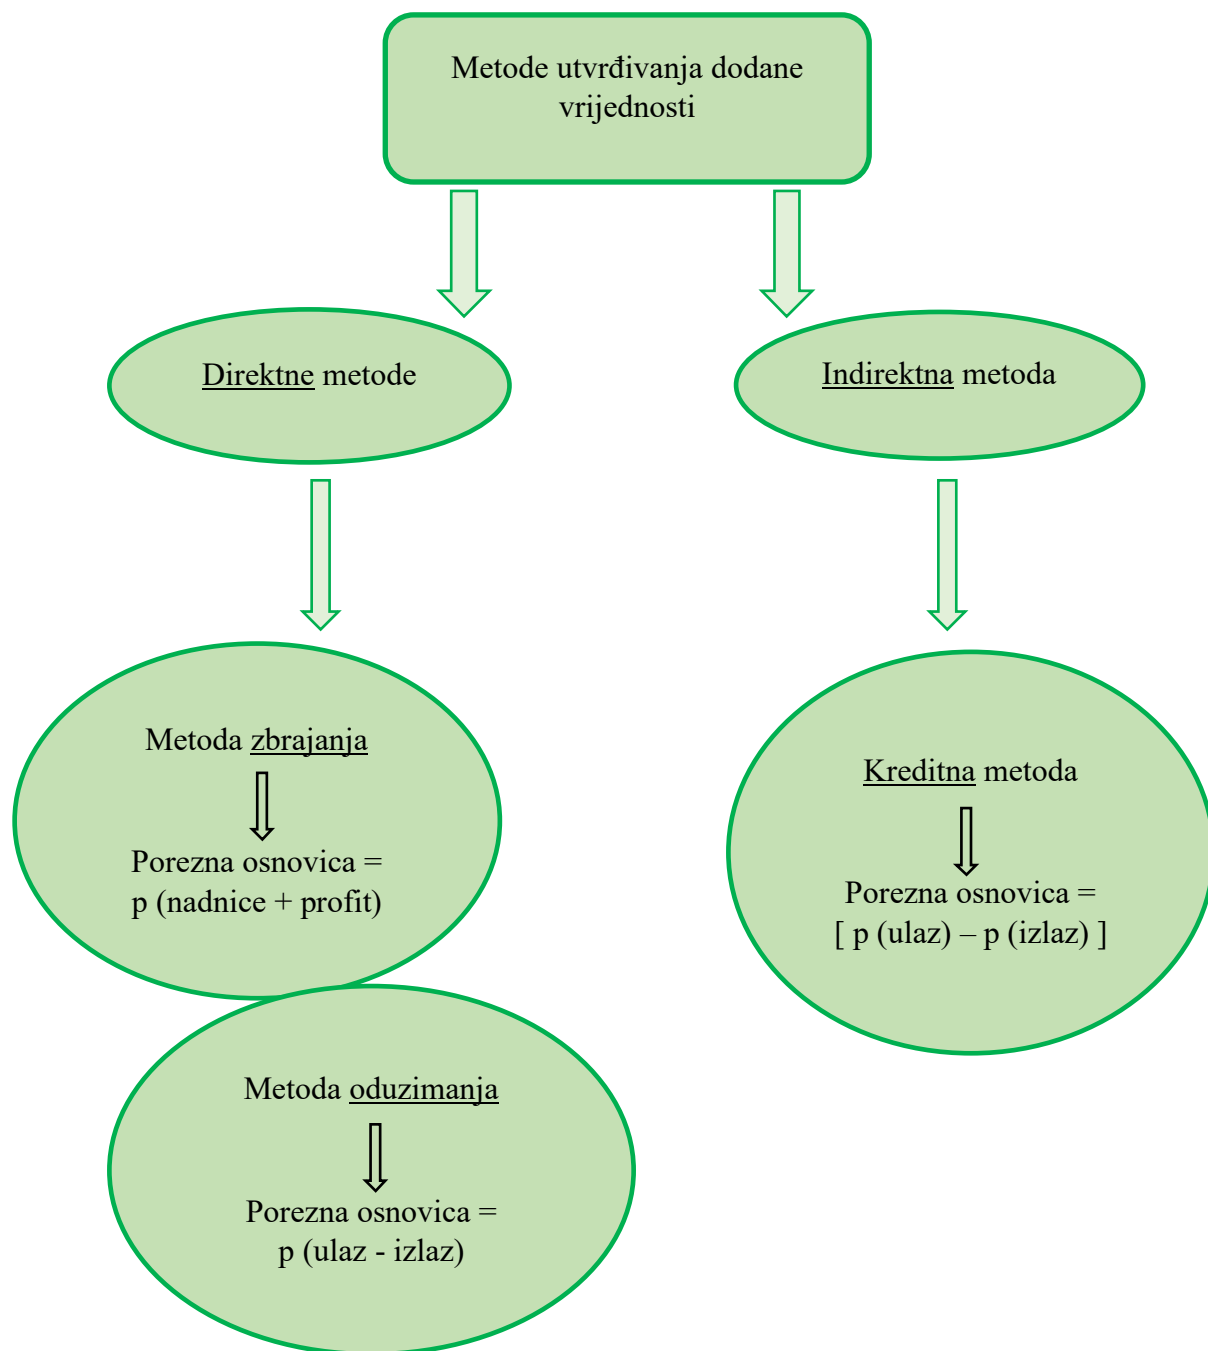 Metode utvrđivanja dodane
vrijednosti
Direktne metode
Indirektna metoda
Metoda zbrajanja
Porezna osnovica =
p (nadnice + profit)
Kreditna metoda
Porezna osnovica =
[ p (ulaz) – p (izlaz) ]
Metoda oduzimanja
Porezna osnovica =
p (ulaz - izlaz)